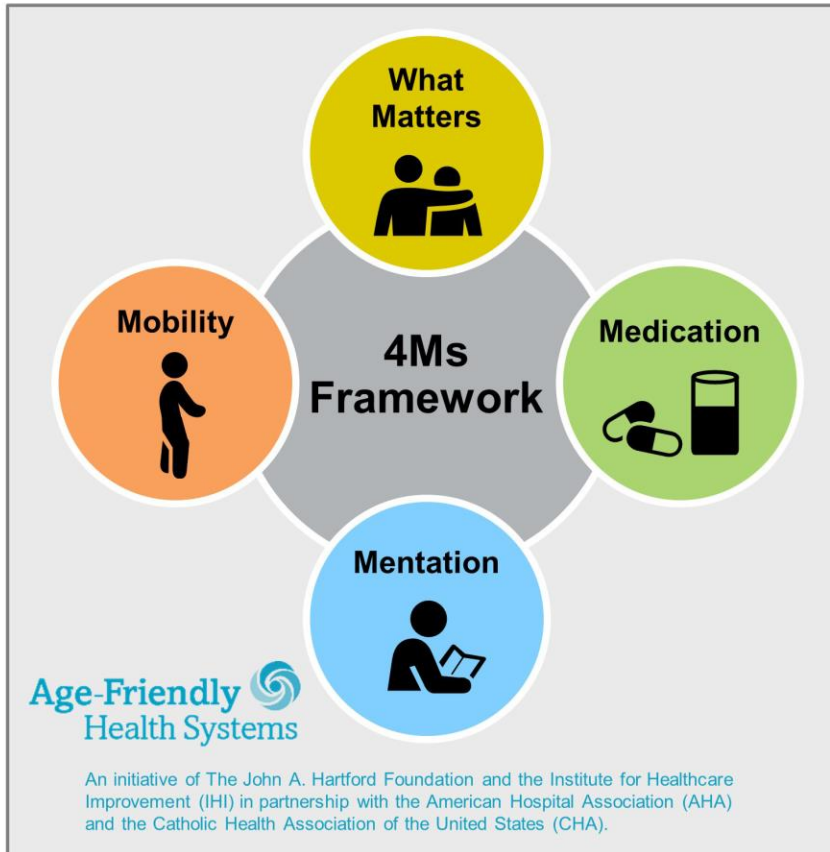 What
Matters
Mobility
4Ms
Framework
Medication
Mentation
Age-Friendly
Health Systems
An initiative of The John A. Hartford Foundation and the Institute for Healthcare
Improvement (IHI) in partnership with the American Hospital Association (AHA)
and the Catholic Health Association of the United States (CHA).